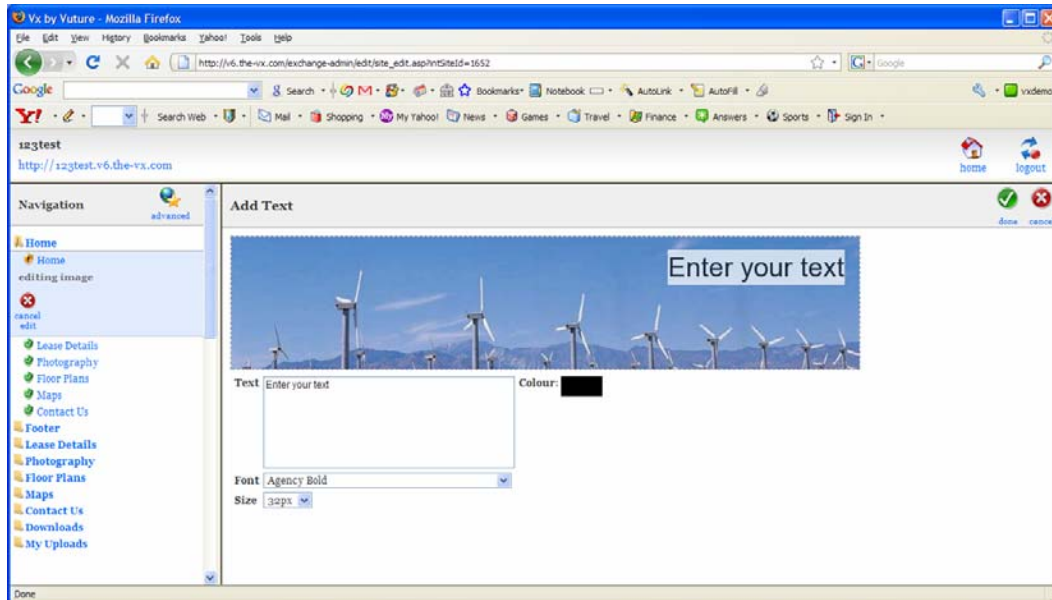 Vx by Vuture - Mozilla Firefox
File Edit View History Bookmarks Yahoo! Tools Help
http://v6.the-vx.com/exchange-admin/edit/site_edit.asp?intSiteId=1652
G Google
Google Search Bookmarks Notebook AutoLink AutoFill vxdemo
Y! Search Web Mail Shopping My Yahoo! News Games Travel Finance Answers Sports Sign In
123test
http://123test.v6.the-vx.com
home logout
Navigation
advanced
Add Text
done cance
Home
Home
editing image
cancel
edit
Lease Details
Photography
Floor Plans
Maps
Contact Us
Footer
Lease Details
Photography
Floor Plans
Maps
Contact Us
Downloads
My Uploads
Enter your text
Text Enter your text
Colour:
Font Agency Bold
Size 32px
Done